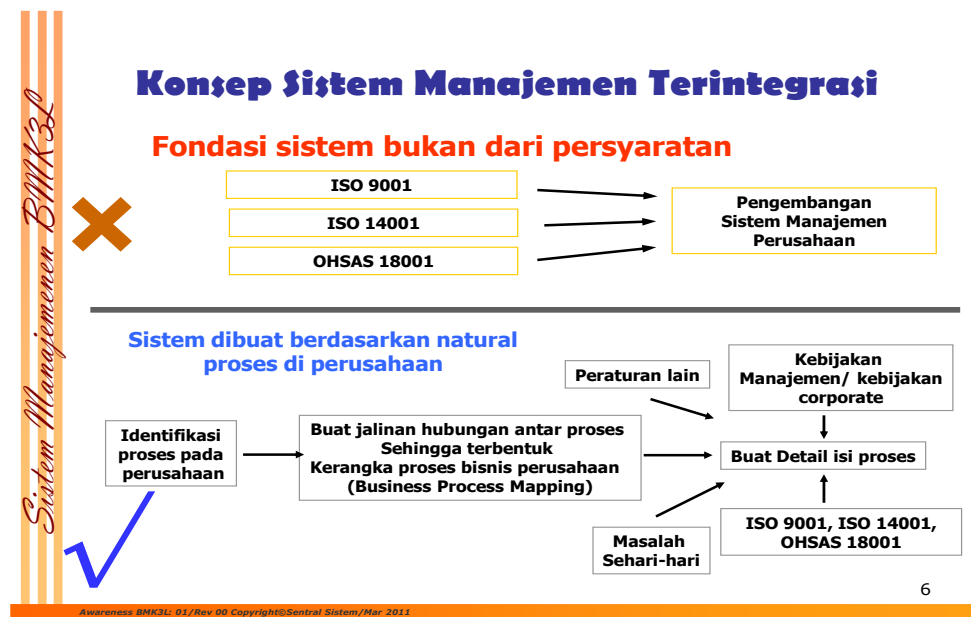 Konsep Sistem Manajemen Terintegrasi
Sistem Manajemenen BMK3L
Fondasi sistem bukan dari persyaratan
ISO 9001
ISO 14001
OHSAS 18001
Pengembangan
Sistem Manajemen
Perusahaan
Sistem dibuat berdasarkan natural
proses di perusahaan
Identifikasi
proses pada
perusahaan
Buat jalinan hubungan antar proses
Sehingga terbentuk
Kerangka proses bisnis perusahaan
(Business Process Mapping)
Peraturan lain
Kebijakan
Manajemen/ kebijakan
corporate
Buat Detail isi proses
Masalah
Sehari-hari
ISO 9001, ISO 14001,
OHSAS 18001
6
Awareness BMK3L: 01/Rev 00 Copyright©Sentral Sistem/Mar 2011